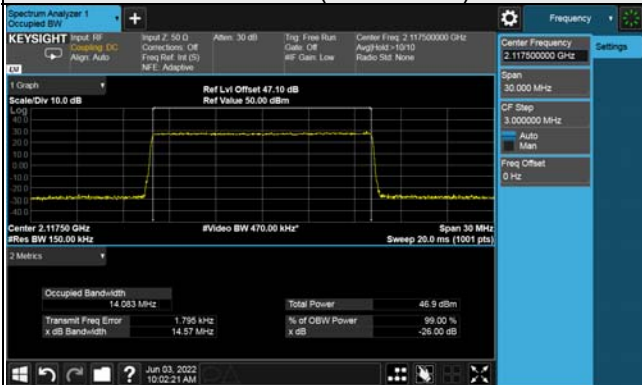 Spectrum Analyzer 1
Occupied BW
+
Frequency
KEYSIGHT
Input: RF
Coupling: DC
Align: Auto
Input Z: 50 Ω
Corrections: Off
Freq Ref: Int (S)
NFE: Adaptive
Atten: 30 dB
Trig: Free Run
Gate: Off
#IF Gain: Low
Center Freq: 2.117500000 GHz
Avg|Hold:>10/10
Radio Std: None
LM
Center Frequency
2.117500000 GHz
Settings
Span
30.000 MHz
CF Step
3.000000 MHz
Auto
Man
Freq Offset
0 Hz
1 Graph
Scale/Div 10.0 dB
Ref Lvl Offset 47.10 dB
Ref Value 50.00 dBm
Log
40.0
30.0
20.0
10.0
0.00
-10.0
-20.0
-30.0
-40.0
Center 2.11750 GHz
#Video BW 470.00 kHz*
Span 30 MHz
#Res BW 150.00 kHz
Sweep 20.0 ms (1001 pts)
2 Metrics
Occupied Bandwidth
14.083 MHz
Total Power 46.9 dBm
Transmit Freq Error 1.795 kHz
% of OBW Power 99.00 %
x dB Bandwidth 14.57 MHz
x dB -26.00 dB
?
Jun 03, 2022
10:02:21 AM